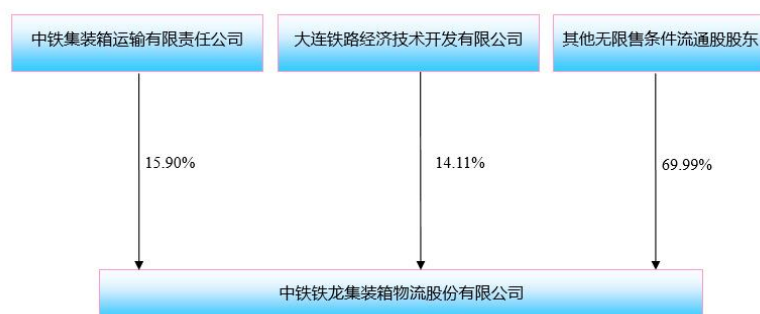 中铁集装箱运输有限责任公司
大连铁路经济技术开发有限公司
其他无限售条件流通股股东
15.90%
14.11%
69.99%
中铁铁龙集装箱物流股份有限公司